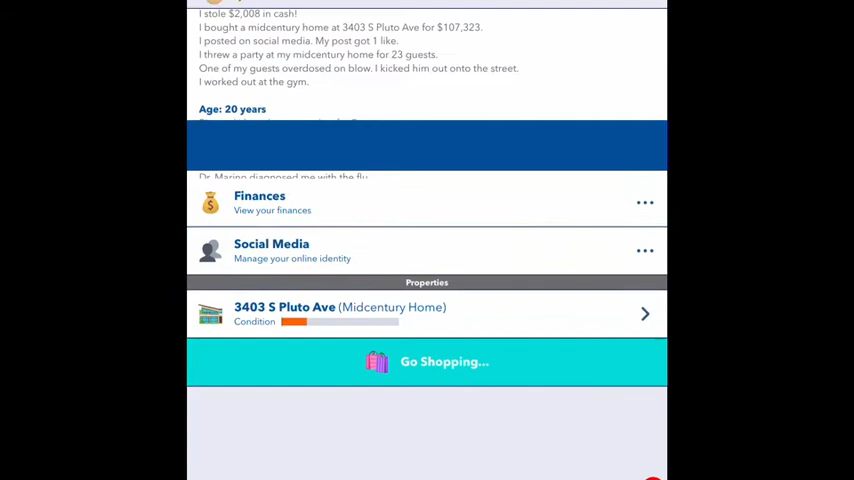 I stole $2,008 in cash!
I bought a midcentury home at 3403 S Pluto Ave for $107,323.
I posted on social media. My post got 1 like.
I threw a party at my midcentury home for 23 guests.
One of my guests overdosed on blow. I kicked him out onto the street.
I worked out at the gym.
Age: 20 years
Dr. Marino diagnosed me with the flu
Finances
View your finances
Social Media
Manage your online identity
Properties
3403 S Pluto Ave (Midcentury Home)
Condition
Go Shopping...